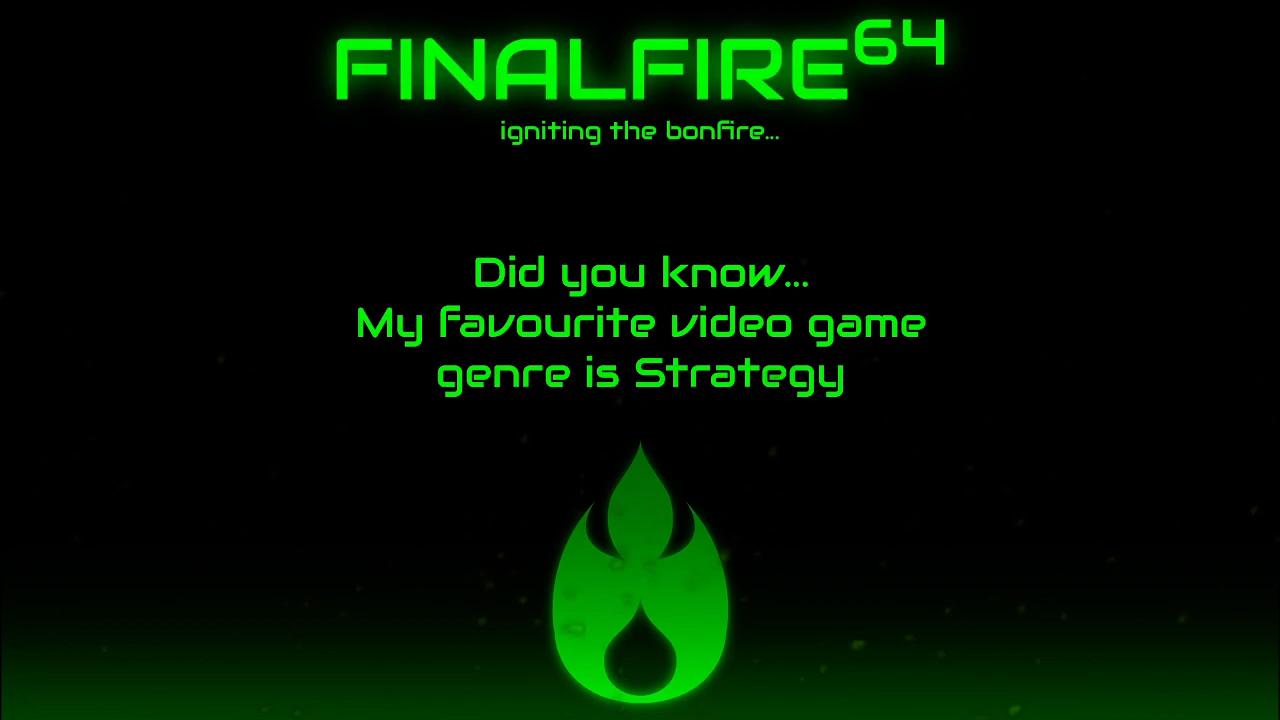 FINALFIRE⁶⁴
igniting the bonfire...
Did you know...
My favourite video game
genre is Strategy